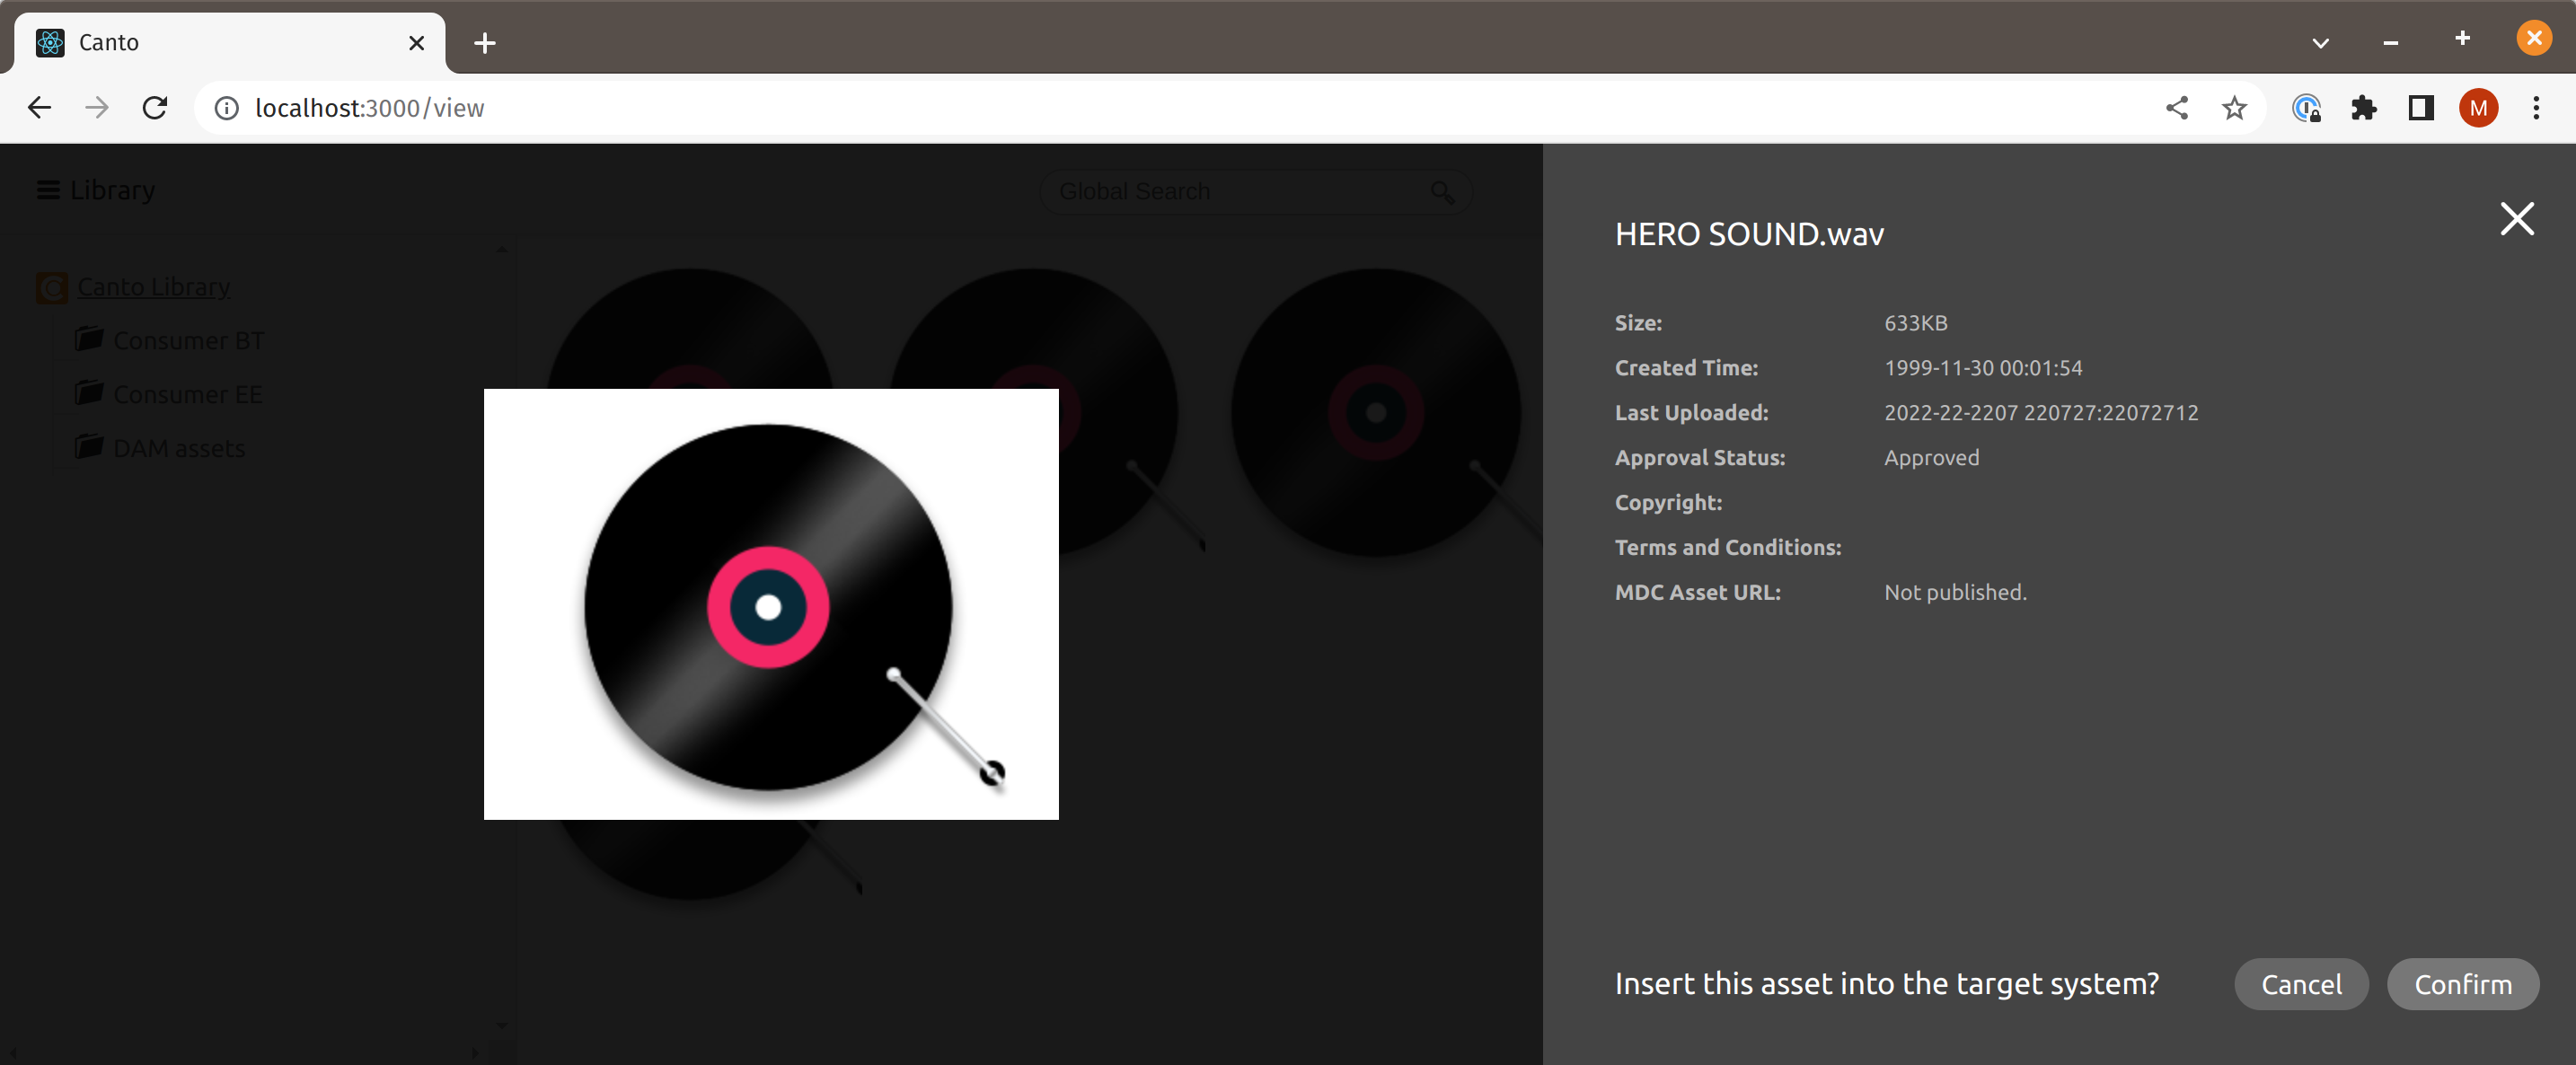 Canto
localhost:3000/view
M
Library
Global Search
Canto Library
Consumer BT
Consumer EE
DAM assets
HERO SOUND.wav
Size: 633KB
Created Time: 1999-11-30 00:01:54
Last Uploaded: 2022-22-2207 220727:22072712
Approval Status: Approved
Copyright:
Terms and Conditions:
MDC Asset URL: Not published.
Insert this asset into the target system?
Cancel
Confirm